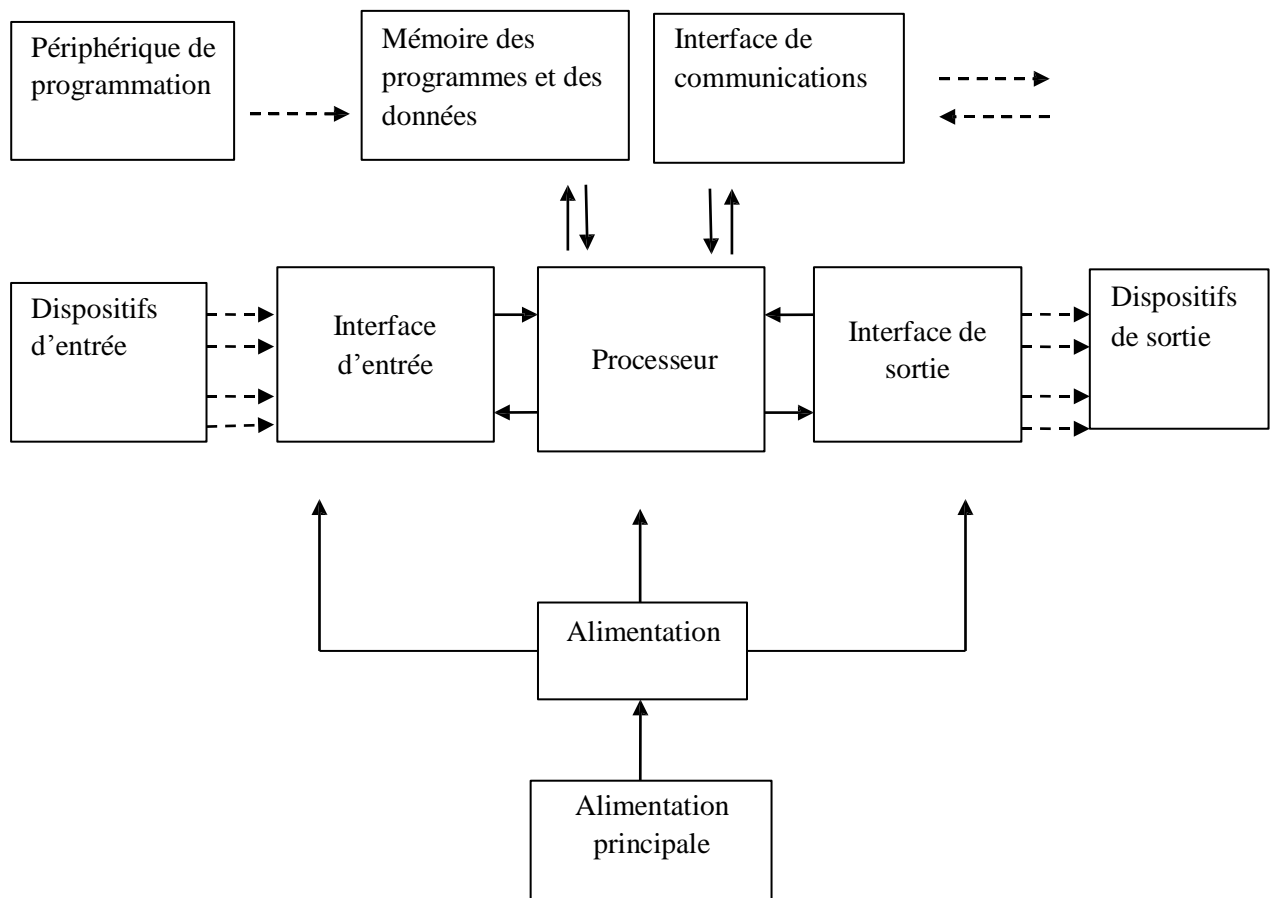 Périphérique de
programmation
Mémoire des
programmes et des
données
Interface de
communications
Dispositifs
d’entrée
Interface
d’entrée
Processeur
Interface de
sortie
Dispositifs
de sortie
Alimentation
Alimentation
principale